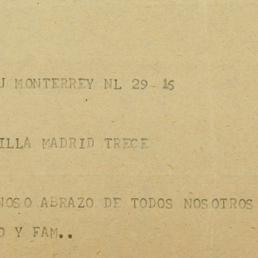 U MONTERREY NL 29-15
ILLA MADRID TRECE
NOSO ABRAZO DE TODOS NOSOTROS
O Y FAM..